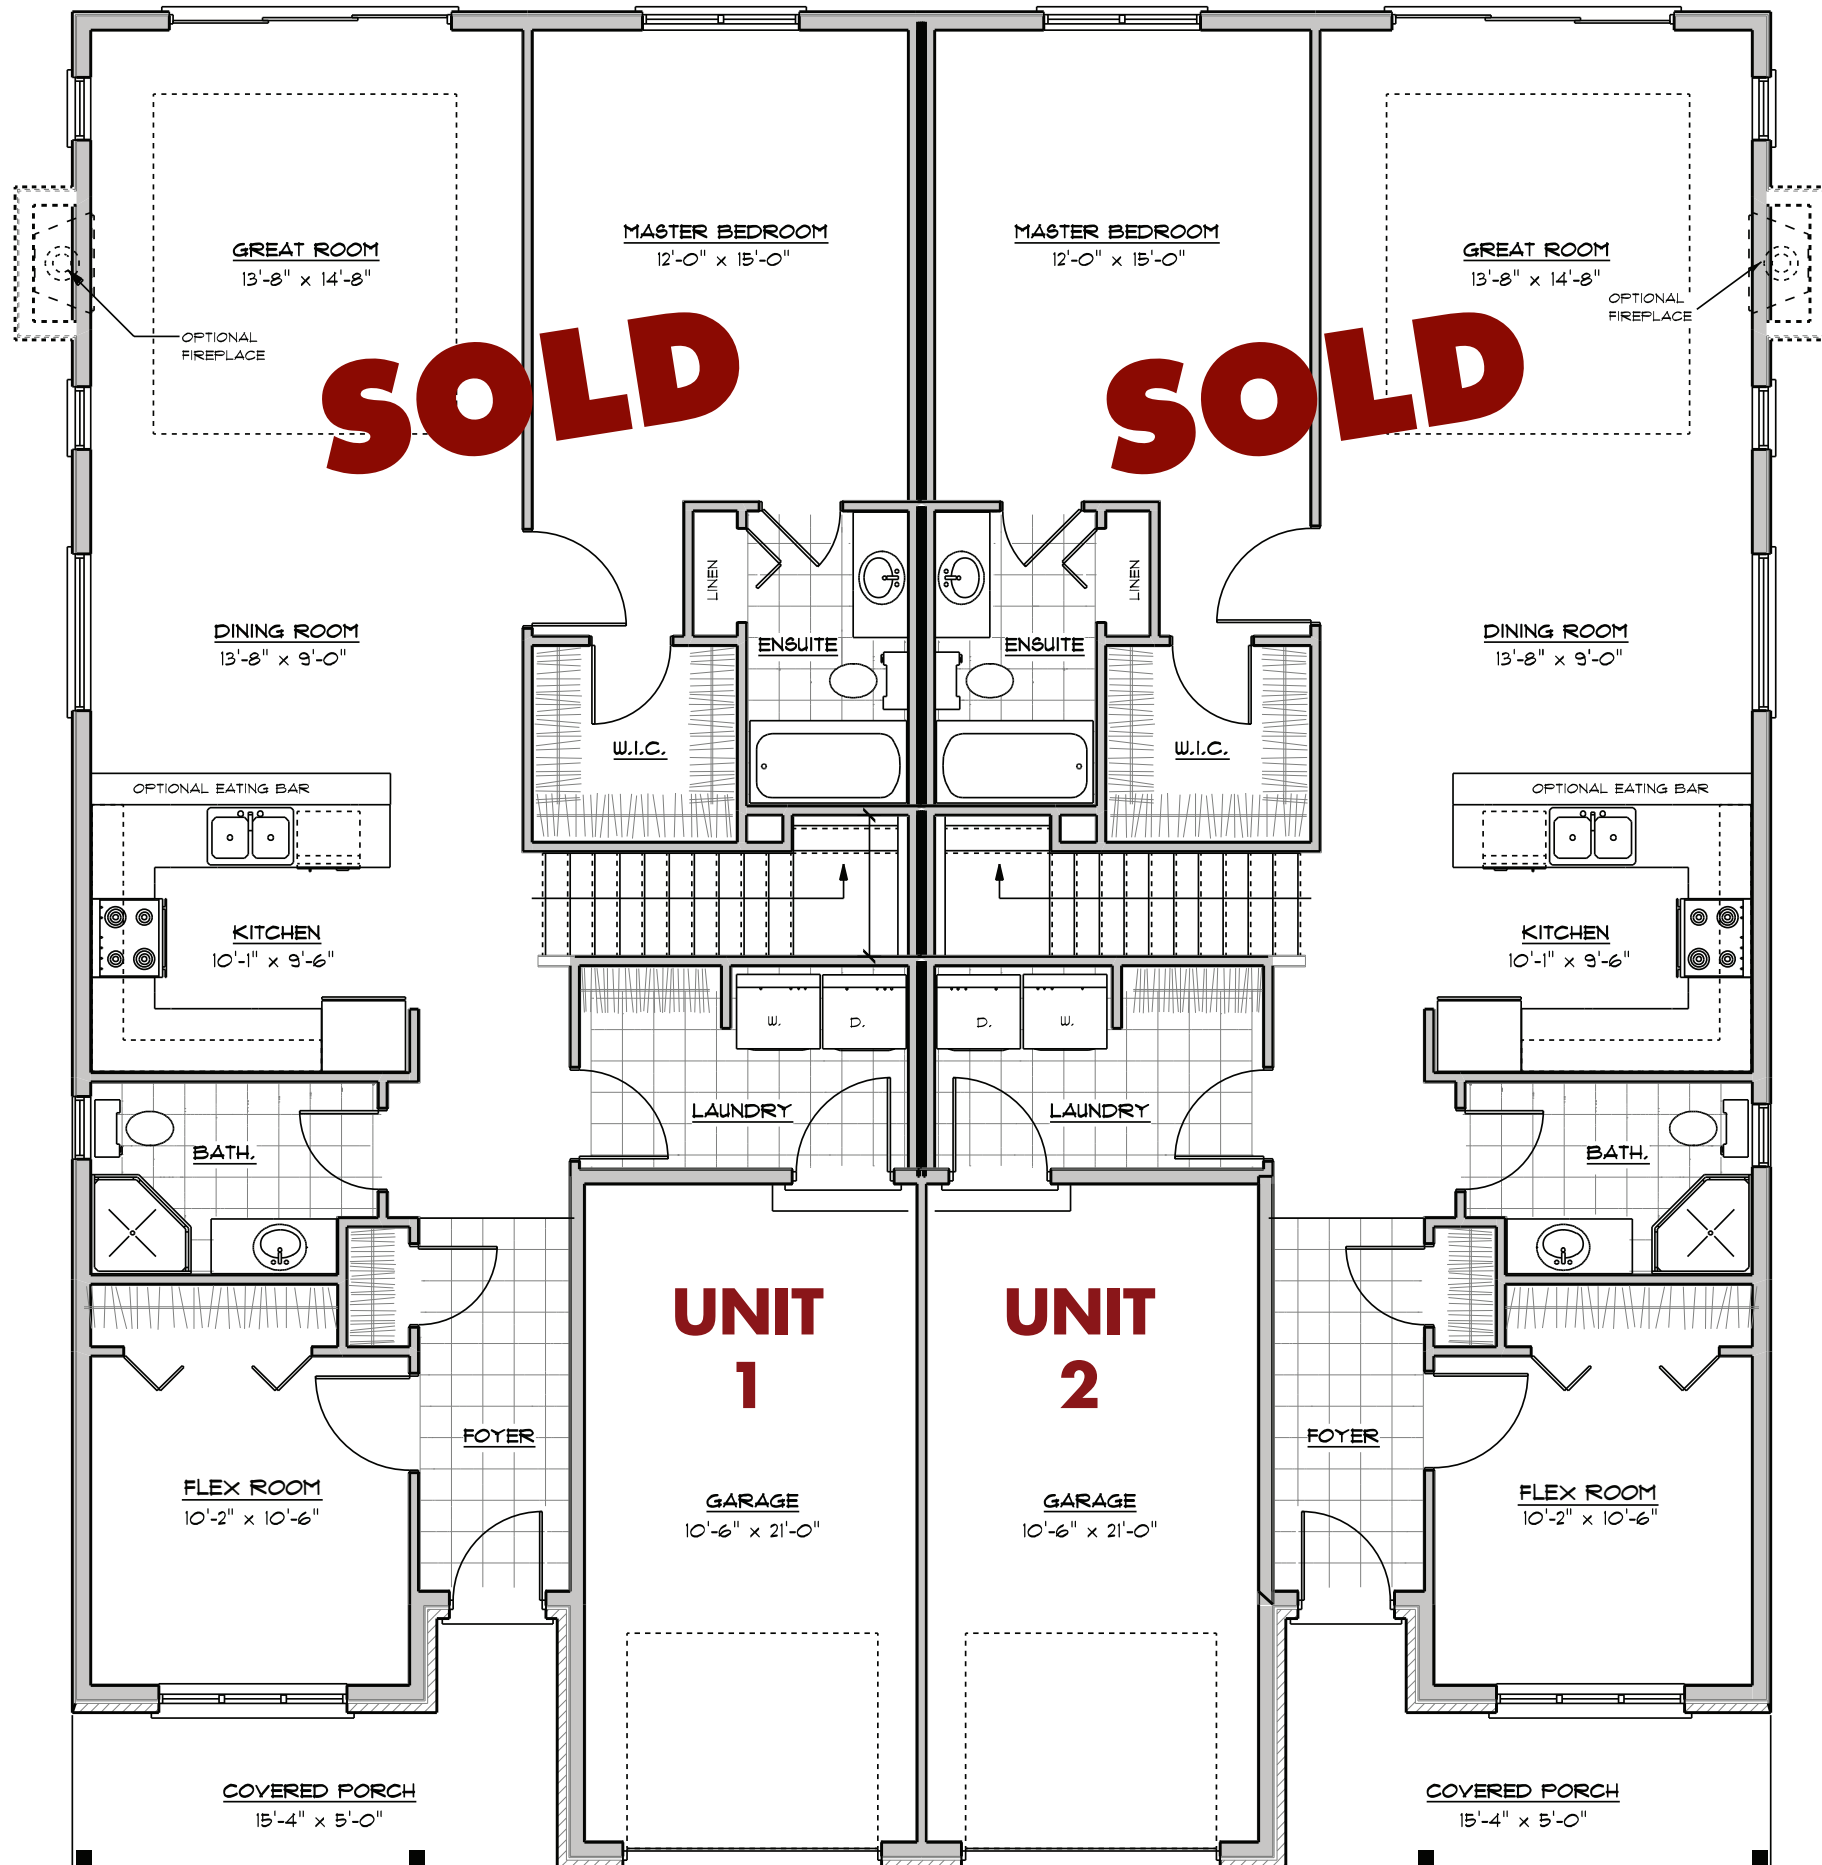 MASTER BEDROOM
12'-0" x 15'-0"
MASTER BEDROOM
12'-0" x 15'-0"
GREAT ROOM
13'-8" x 14'-8"
GREAT ROOM
13'-8" x 14'-8"
OPTIONAL
FIREPLACE
OPTIONAL
FIREPLACE
SOLD
SOLD
LINEN
LINEN
DINING ROOM
13'-8" x 9'-0"
ENSUITE
ENSUITE
DINING ROOM
13'-8" x 9'-0"
W.I.C.
W.I.C.
OPTIONAL EATING BAR
OPTIONAL EATING BAR
KITCHEN
10'-1" x 9'-6"
KITCHEN
10'-1" x 9'-6"
W.
D.
D.
W.
LAUNDRY
LAUNDRY
BATH.
BATH.
UNIT
1
UNIT
2
FOYER
FOYER
FLEX ROOM
10'-2" x 10'-6"
GARAGE
10'-6" x 21'-0"
GARAGE
10'-6" x 21'-0"
FLEX ROOM
10'-2" x 10'-6"
COVERED PORCH
15'-4" x 5'-0"
COVERED PORCH
15'-4" x 5'-0"